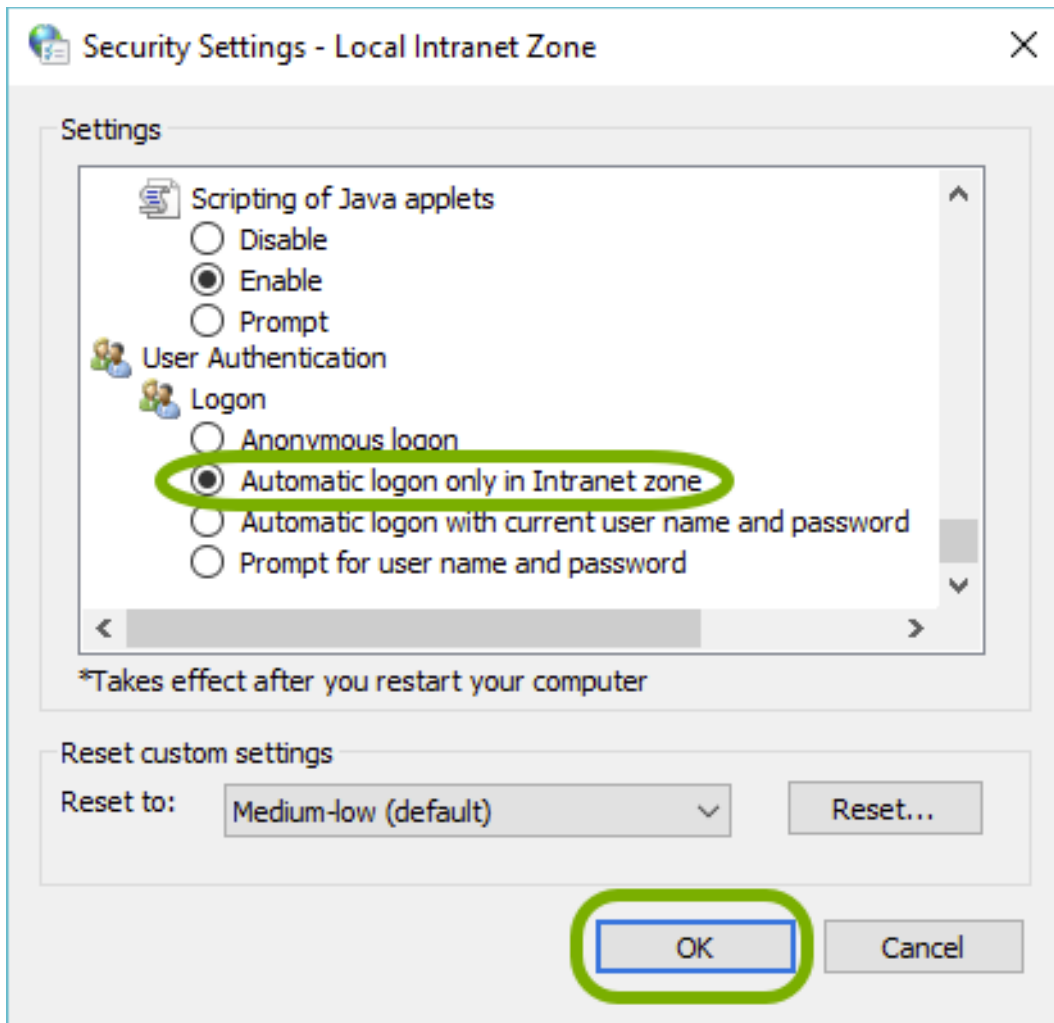 Security Settings - Local Intranet Zone
Settings
Scripting of Java applets
Disable
Enable
Prompt
User Authentication
Logon
Anonymous logon
Automatic logon only in Intranet zone
Automatic logon with current user name and password
Prompt for user name and password
*Takes effect after you restart your computer
Reset custom settings
Reset to:
Medium-low (default)
Reset...
OK
Cancel